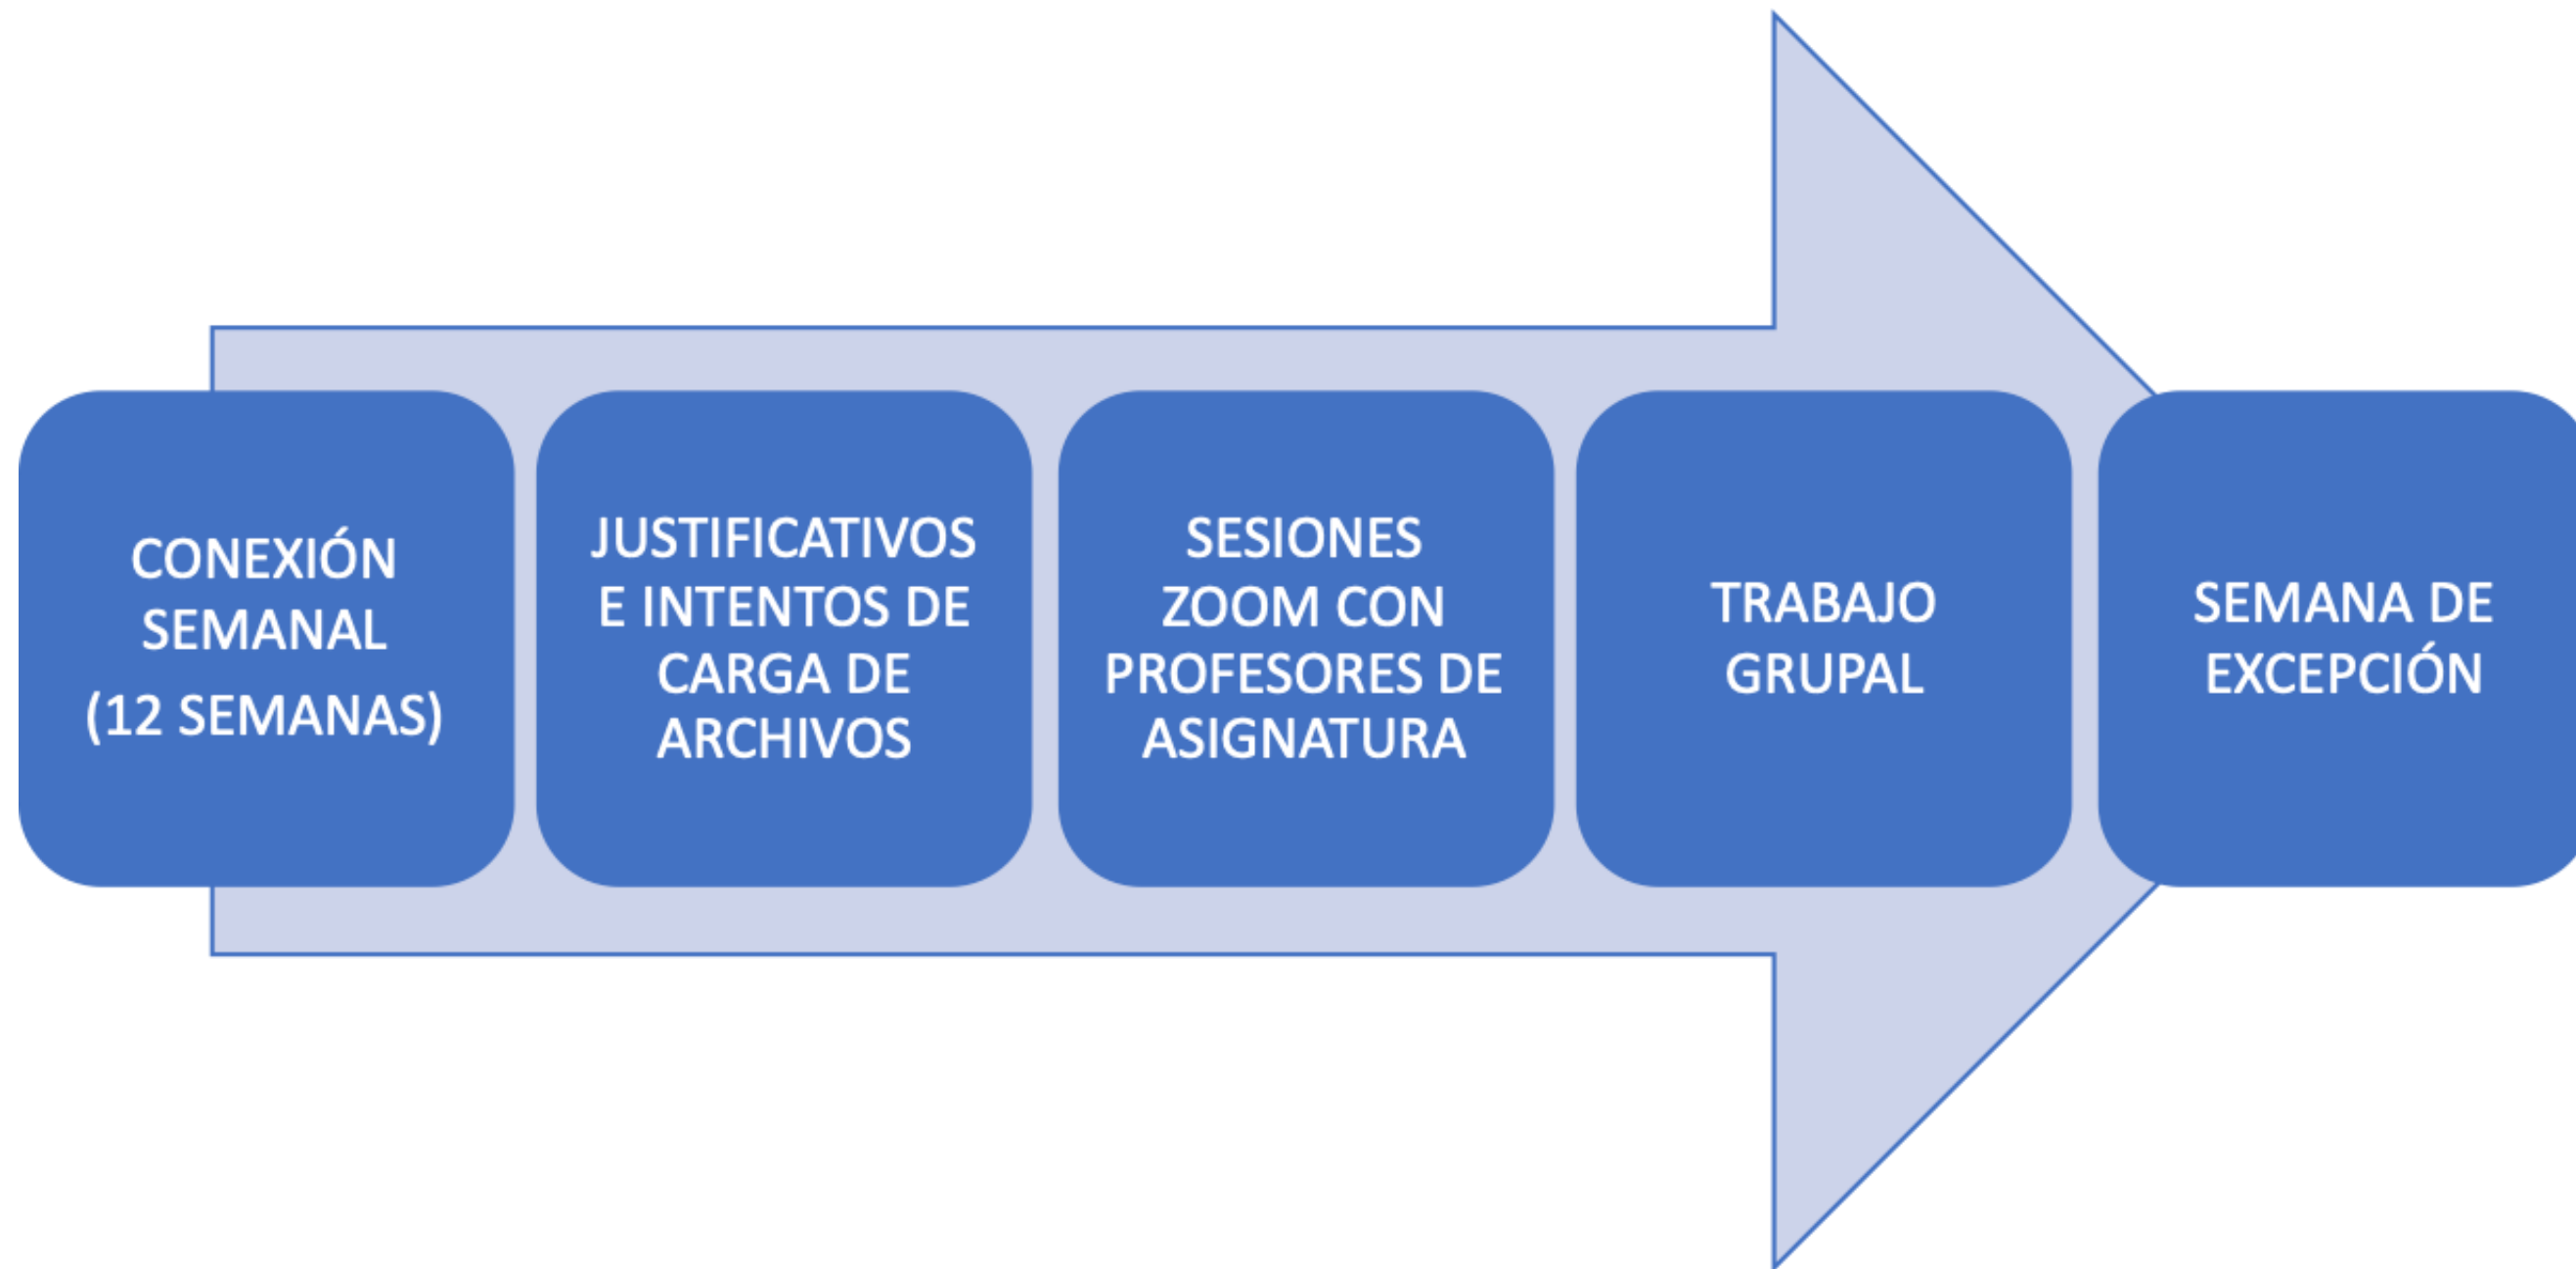 CONEXIÓN
SEMANAL
(12 SEMANAS)
JUSTIFICATIVOS
E INTENTOS DE
CARGA DE
ARCHIVOS
SESIONES
ZOOM CON
PROFESORES DE
ASIGNATURA
TRABAJO
GRUPAL
SEMANA DE
EXCEPCIÓN